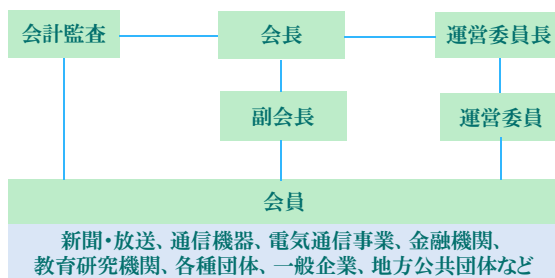 会計監査
会長
運営委員長
副会長
運営委員
会員
新聞・放送、通信機器、電気通信事業、金融機関、
教育研究機関、各種団体、一般企業、地方公共団体など